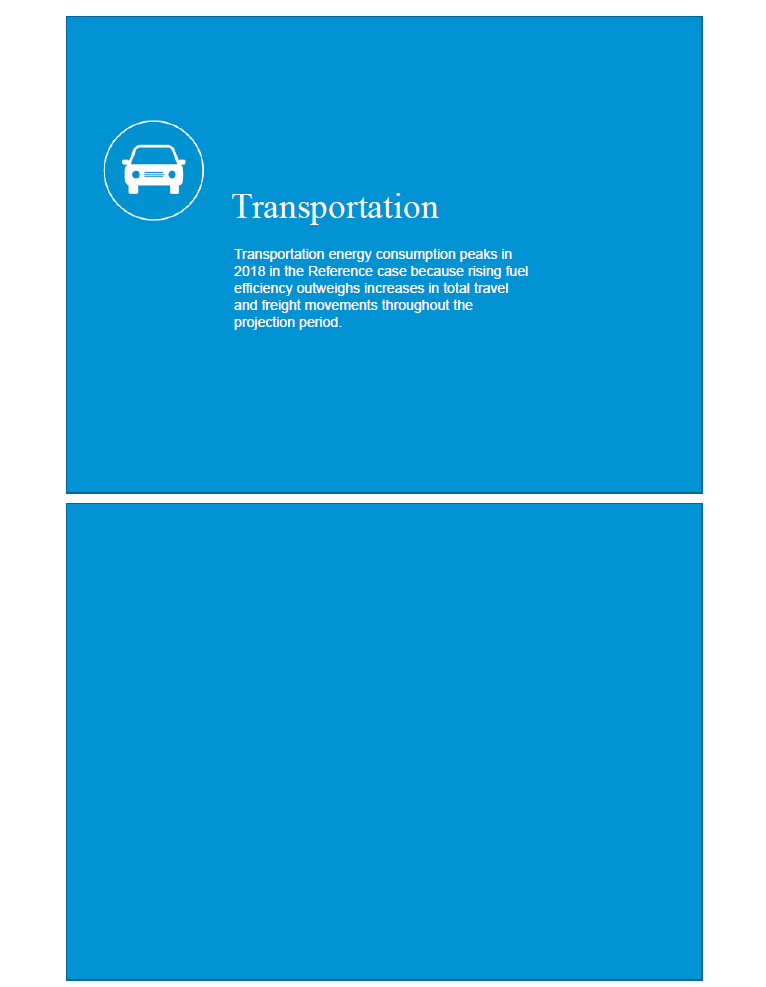 Transportation
Transportation energy consumption peaks in
2018 in the Reference case because rising fuel
efficiency outweighs increases in total travel
and freight movements throughout the
projection period.